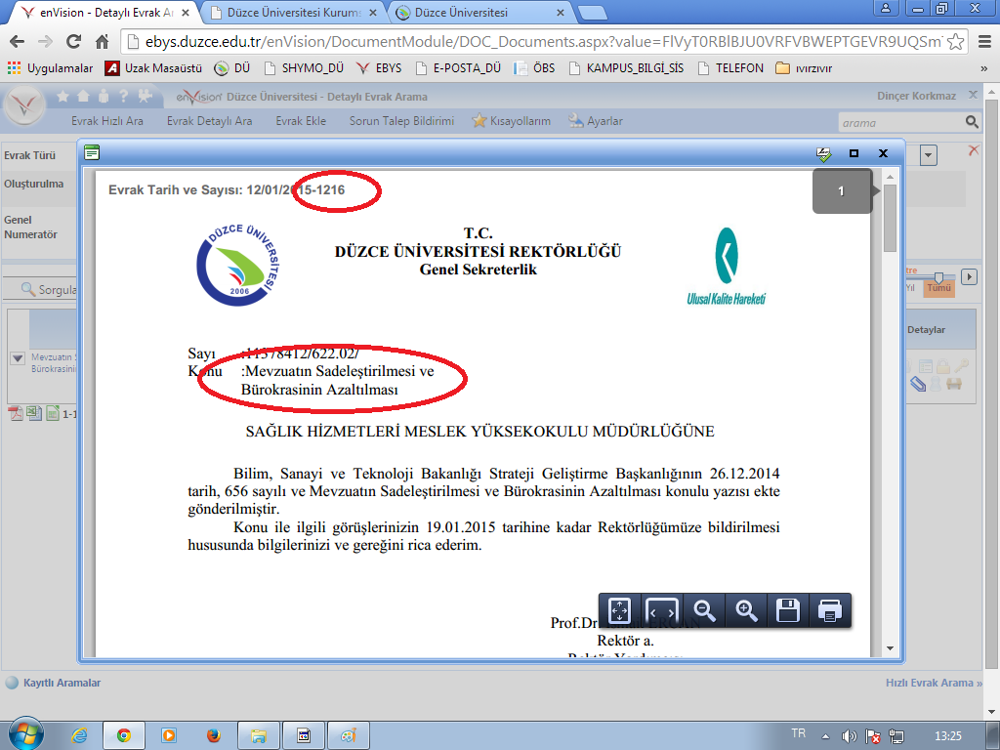 enVision - Detaylı Evrak Ar
Düzce Üniversitesi Kurums
Düzce Üniversitesi
ebys.duzce.edu.tr/enVision/DocumentModule/DOC_Documents.aspx?value=FlVyT0RBlBJU0VRFVBWEPTGEVR9UQSm
Uygulamalar
Uzak Masaüstü
DÜ
SHYMO_DÜ
EBYS
E-POSTA_DÜ
ÖBS
KAMPUS_BİLGİ_SİS
TELEFON
ıvırzıvır
»
enVision Düzce Üniversitesi - Detaylı Evrak Arama
Dinçer Korkmaz
Evrak Hızlı Ara
Evrak Detaylı Ara
Evrak Ekle
Sorun Talep Bildirimi
Kısayollarım
Ayarlar
arama
Evrak Türü
Oluşturulma
Genel
Numeratör
Sorgula
Mevzuatın
Bürokrasinin
1-1
tre
Yıl
Tümü
Detaylar
Evrak Tarih ve Sayısı: 12/01/2015-1216
1
DÜZCE ÜNİVERSİTESİ
2006
T.C.
DÜZCE ÜNİVERSİTESİ REKTÖRLÜĞÜ
Genel Sekreterlik
Ulusal Kalite Hareketi
Sayı :11378412/622.02/
Konu :Mevzuatın Sadeleştirilmesi ve
Bürokrasinin Azaltılması
SAĞLIK HİZMETLERİ MESLEK YÜKSEKOKULU MÜDÜRLÜĞÜNE
Bilim, Sanayi ve Teknoloji Bakanlığı Strateji Geliştirme Başkanlığının 26.12.2014
tarih, 656 sayılı ve Mevzuatın Sadeleştirilmesi ve Bürokrasinin Azaltılması konulu yazısı ekte
gönderilmiştir.
Konu ile ilgili görüşlerinizin 19.01.2015 tarihine kadar Rektörlüğümüze bildirilmesi
hususunda bilgilerinizi ve gereğini rica ederim.
Prof.Dr. ERCAN
Rektör a.
Rektör Yardımcısı
Kayıtlı Aramalar
Hızlı Evrak Arama »
TR
13:25